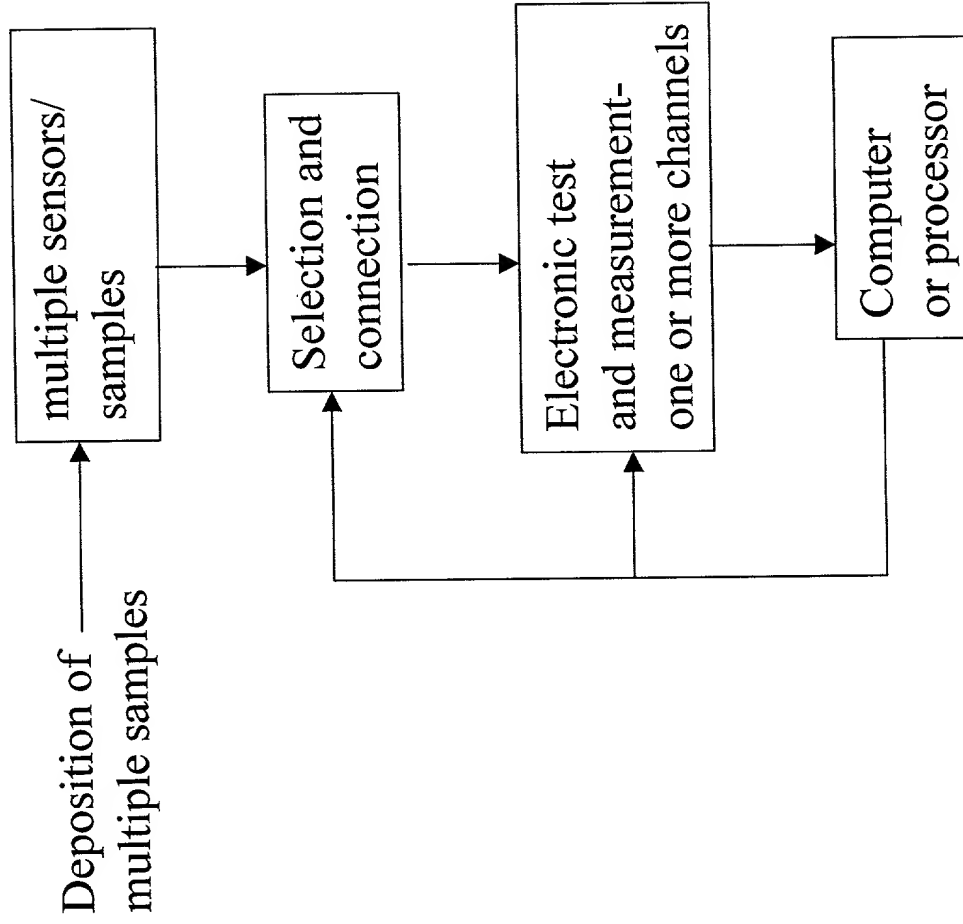 Deposition of
multiple samples
multiple sensors/
samples
Selection and
connection
Electronic test
and measurement-
one or more channels
Computer
or processor